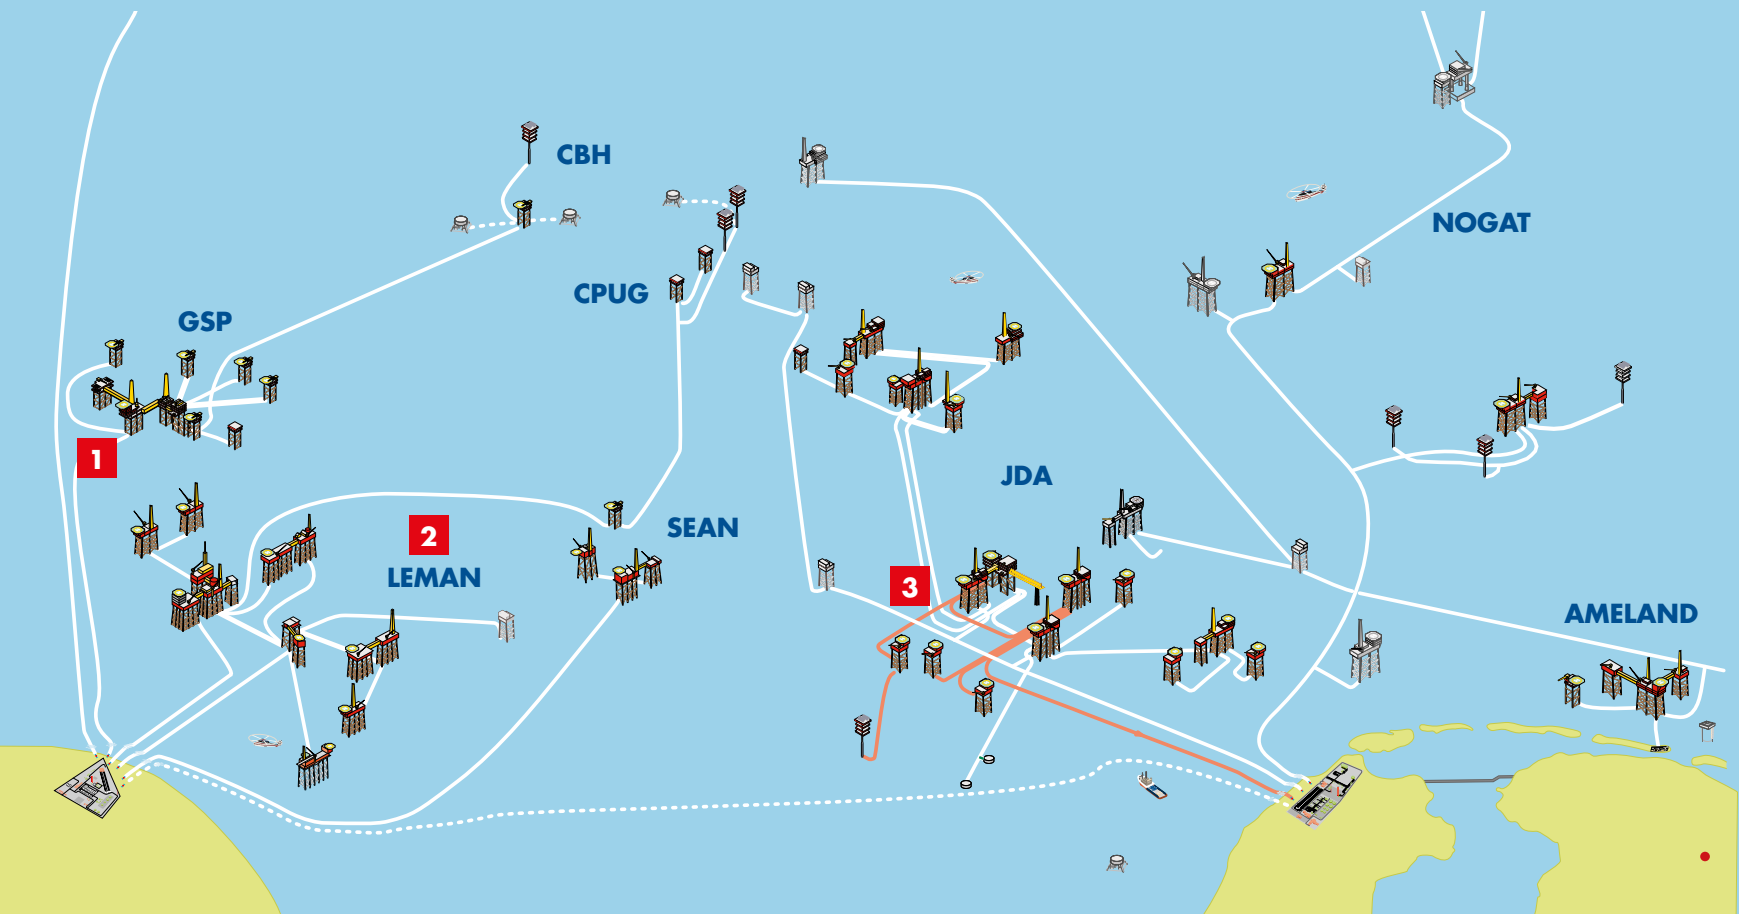 CBH
NOGAT
CPUG
GSP
1
JDA
2
SEAN
LEMAN
3
AMELAND